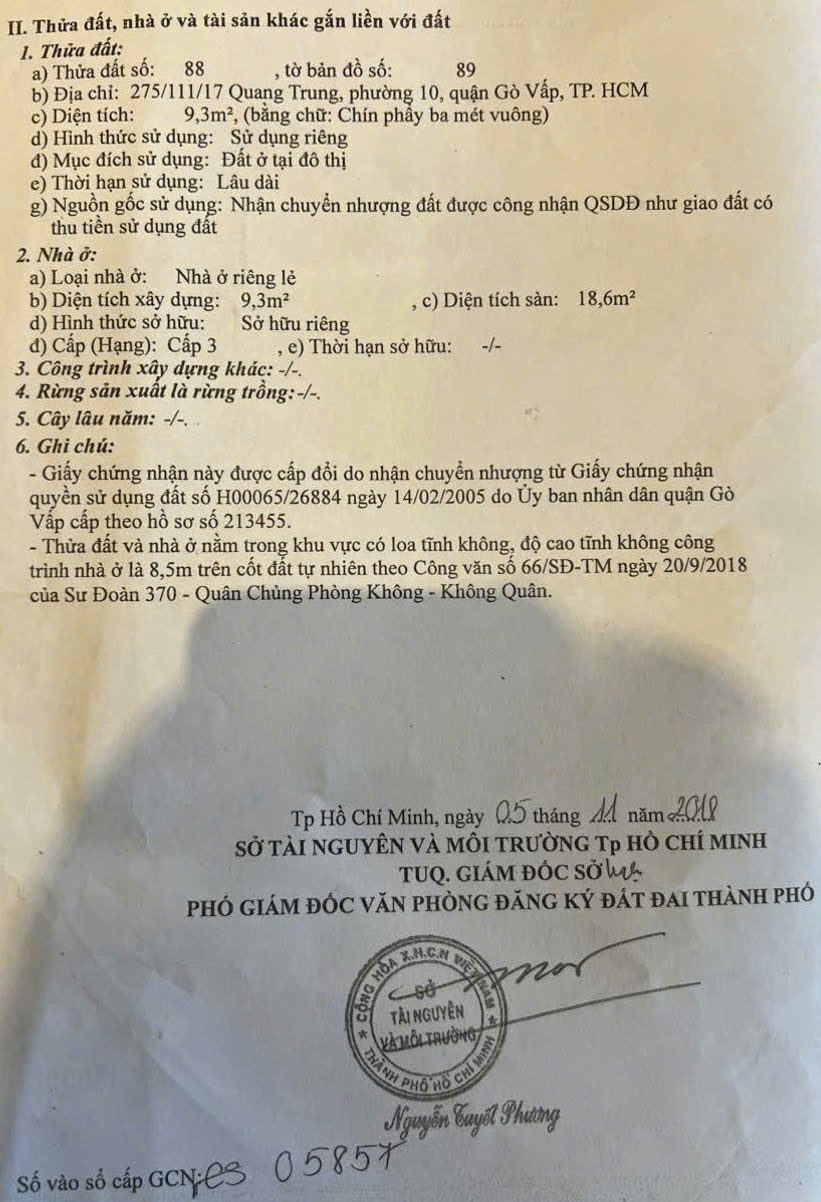 II. Thửa đất, nhà ở và tài sản khác gắn liền với đất
1. Thửa đất:
a) Thửa đất số: 88 , tờ bản đồ số: 89
b) Địa chỉ: 275/111/17 Quang Trung, phường 10, quận Gò Vấp, TP. HCM
c) Diện tích: 9,3m², (bằng chữ: Chín phẩy ba mét vuông)
d) Hình thức sử dụng: Sử dụng riêng
đ) Mục đích sử dụng: Đất ở tại đô thị
e) Thời hạn sử dụng: Lâu dài
g) Nguồn gốc sử dụng: Nhận chuyển nhượng đất được công nhận QSDĐ như giao đất có
thu tiền sử dụng đất
2. Nhà ở:
a) Loại nhà ở: Nhà ở riêng lẻ
b) Diện tích xây dựng: 9,3m² , c) Diện tích sàn: 18,6m²
d) Hình thức sở hữu: Sở hữu riêng
đ) Cấp (Hạng): Cấp 3 , e) Thời hạn sở hữu: -/-
3. Công trình xây dựng khác: -/-.
4. Rừng sản xuất là rừng trồng: -/-.
5. Cây lâu năm: -/-.
6. Ghi chú:
- Giấy chứng nhận này được cấp đổi do nhận chuyển nhượng từ Giấy chứng nhận
quyền sử dụng đất số H00065/26884 ngày 14/02/2005 do Ủy ban nhân dân quận Gò
Vấp cấp theo hồ sơ số 213455.
- Thửa đất và nhà ở nằm trong khu vực có loa tĩnh không, độ cao tĩnh không công
trình nhà ở là 8,5m trên cốt đất tự nhiên theo Công văn số 66/SĐ-TM ngày 20/9/2018
của Sư Đoàn 370 - Quân Chủng Phòng Không - Không Quân.
Tp Hồ Chí Minh, ngày 05 tháng 11 năm 2018
SỞ TÀI NGUYÊN VÀ MÔI TRƯỜNG Tp HỒ CHÍ MINH
TUQ. GIÁM ĐỐC SỞ
PHÓ GIÁM ĐỐC VĂN PHÒNG ĐĂNG KÝ ĐẤT ĐAI THÀNH PHỐ
CỘNG HÒA X.H.C.N VIỆT NAM
SỞ
TÀI NGUYÊN
VÀ MÔI TRƯỜNG
THÀNH PHỐ HỒ CHÍ MINH
Nguyễn Tuyết Phương
Số vào sổ cấp GCN: CS 05857